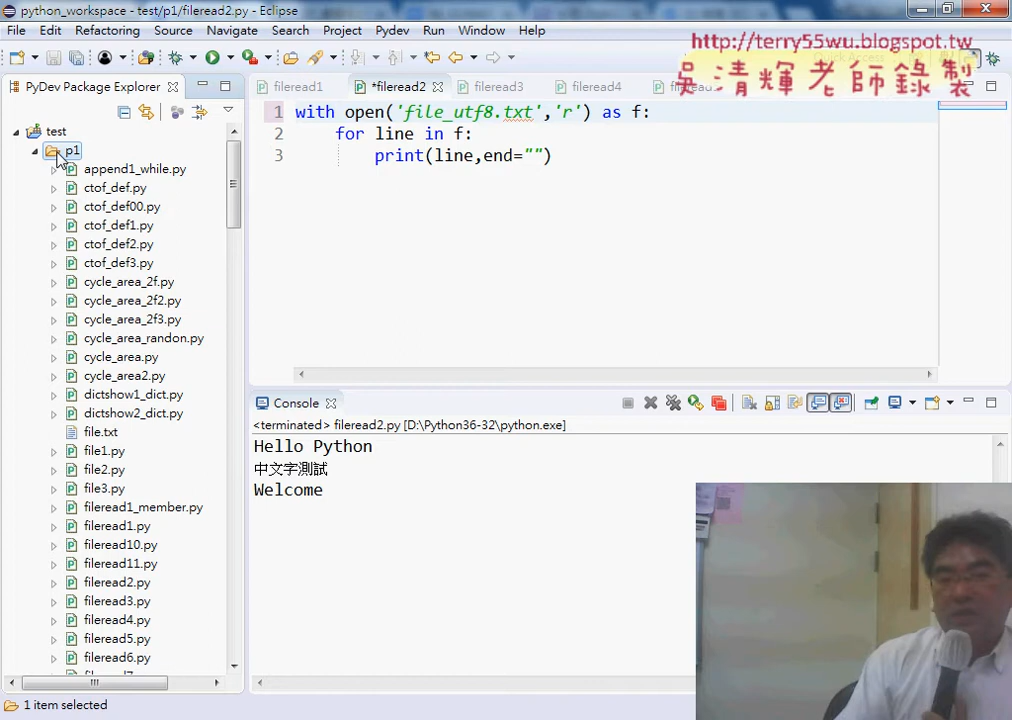 python_workspace - test/p1/fileread2.py - Eclipse
File Edit Refactoring Source Navigate Search Project Pydev Run Window Help
http://terry55wu.blogspot.tw
Quick Access
吳清輝老師錄製
PyDev Package Explorer
fileread1
*fileread2
fileread3
fileread4
test
p1
append1_while.py
ctof_def.py
ctof_def00.py
ctof_def1.py
ctof_def2.py
ctof_def3.py
cycle_area_2f.py
cycle_area_2f2.py
cycle_area_2f3.py
cycle_area_randon.py
cycle_area.py
cycle_area2.py
dictshow1_dict.py
dictshow2_dict.py
file.txt
file1.py
file2.py
file3.py
fileread1_member.py
fileread1.py
fileread10.py
fileread11.py
fileread2.py
fileread3.py
fileread4.py
fileread5.py
fileread6.py
1 with open('file_utf8.txt','r') as f:
2 for line in f:
3 print(line,end="")
Console
<terminated> fileread2.py [D:\Python36-32\python.exe]
Hello Python
中文字測試
Welcome
1 item selected